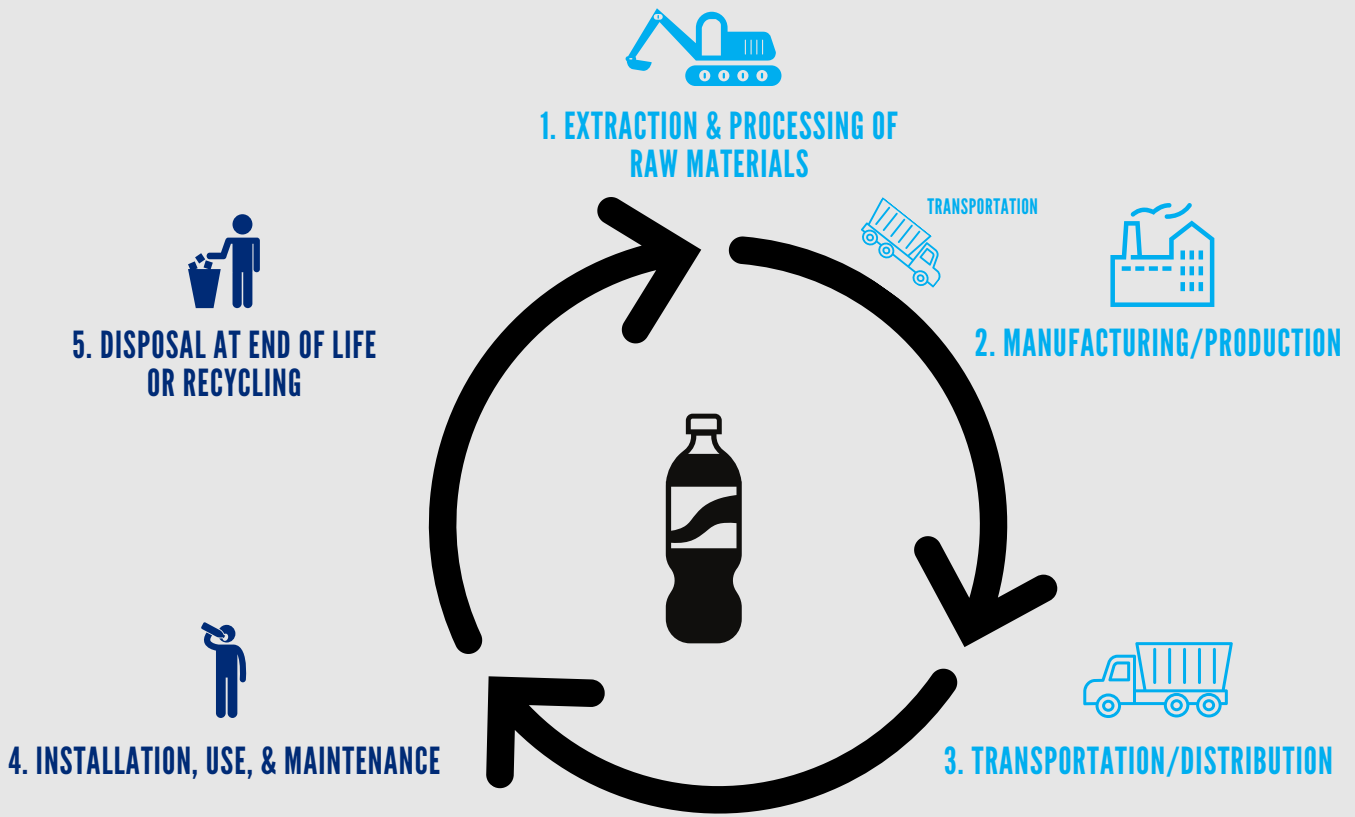 1. EXTRACTION & PROCESSING OF
RAW MATERIALS
TRANSPORTATION
2. MANUFACTURING/PRODUCTION
3. TRANSPORTATION/DISTRIBUTION
4. INSTALLATION, USE, & MAINTENANCE
5. DISPOSAL AT END OF LIFE
OR RECYCLING